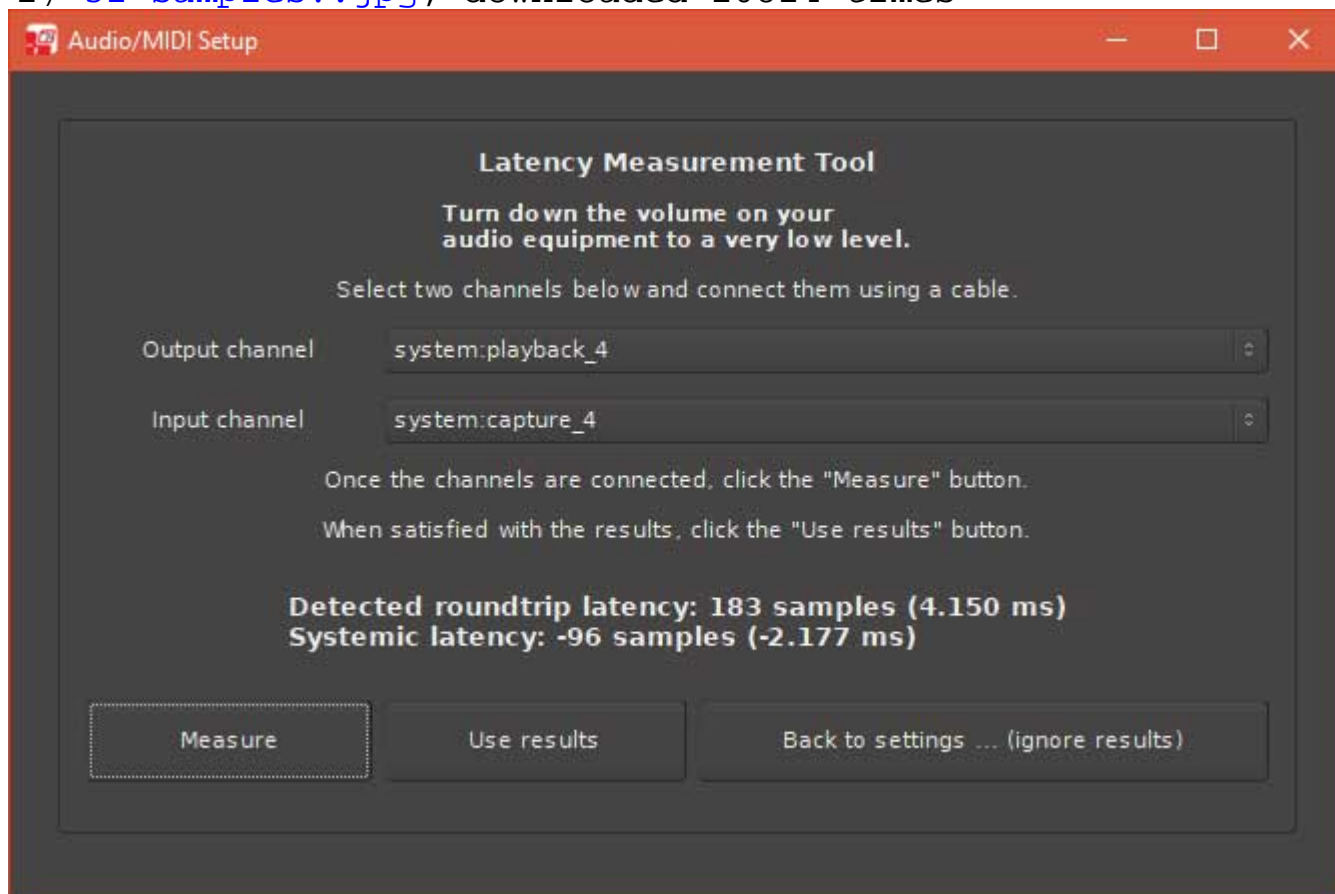 Audio/MIDI Setup
Latency Measurement Tool
Turn down the volume on your
audio equipment to a very low level.
Select two channels below and connect them using a cable.
Output channel system:playback_4
Input channel system:capture_4
Once the channels are connected, click the "Measure" button.
When satisfied with the results, click the "Use results" button.
Detected roundtrip latency: 183 samples (4.150 ms)
Systemic latency: -96 samples (-2.177 ms)
Measure Use results Back to settings ... (ignore results)